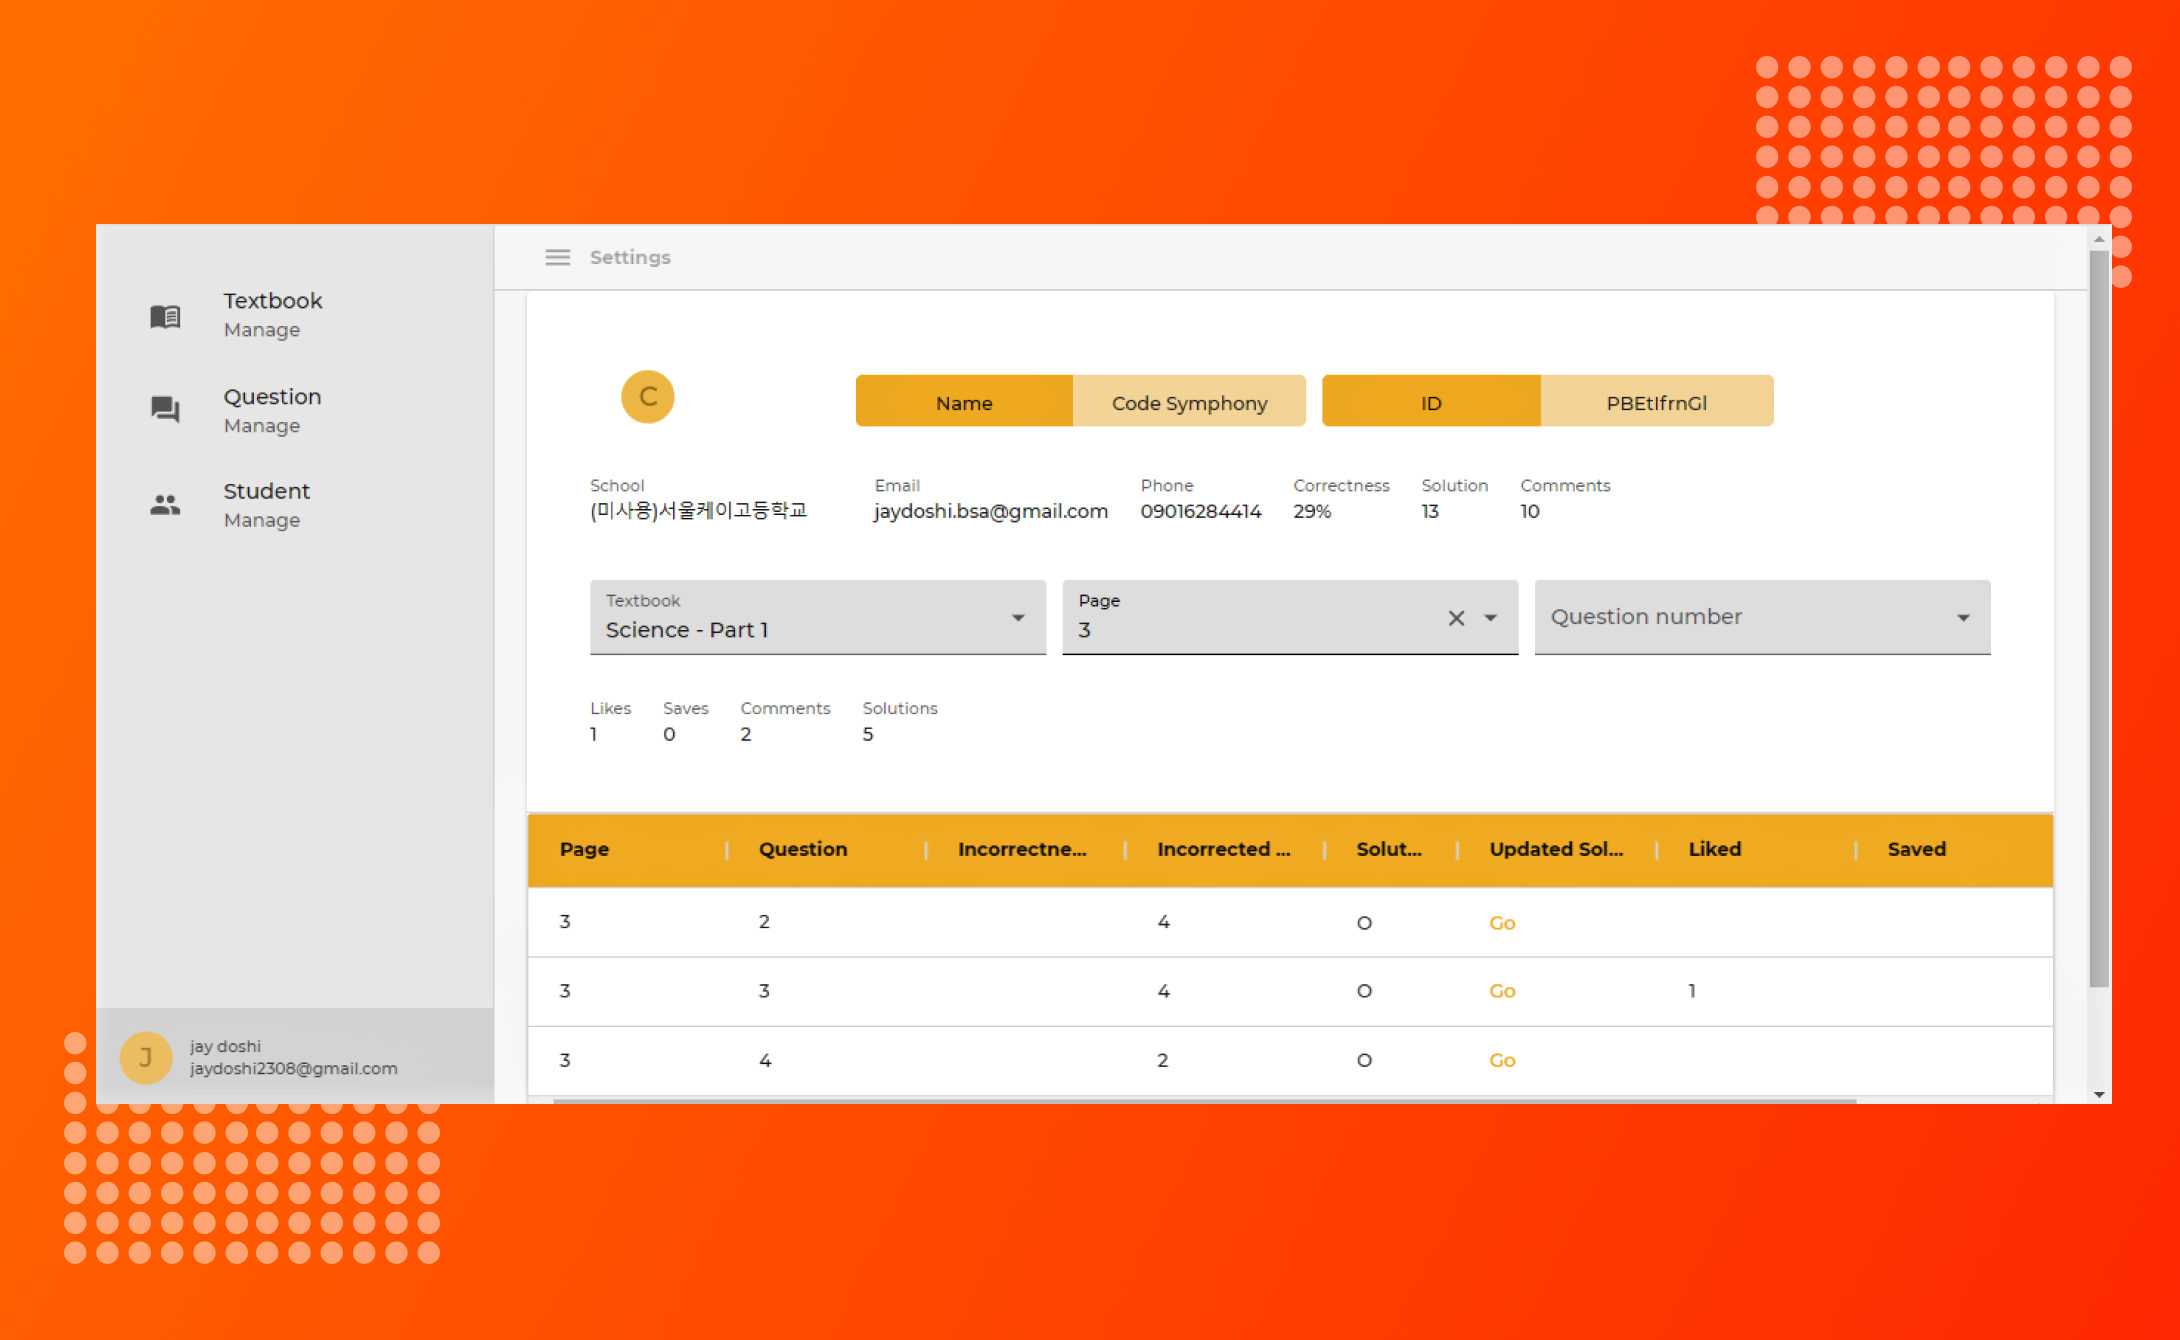 Settings
Textbook
Manage
Question
Manage
Student
Manage
jay doshi
jaydoshi2308@gmail.com
J
C
Name Code Symphony ID PBEtIfrnGl
School Email Phone Correctness Solution Comments
(미사용)서울케이고등학교 jaydoshi.bsa@gmail.com 09016284414 29% 13 10
Textbook Page
Science - Part 1 3 Question number
Likes Saves Comments Solutions
1 0 2 5
Page Question Incorrectne... Incorrected ... Solut... Updated Sol... Liked Saved
3 2 4 O Go
3 3 4 O Go 1
3 4 2 O Go